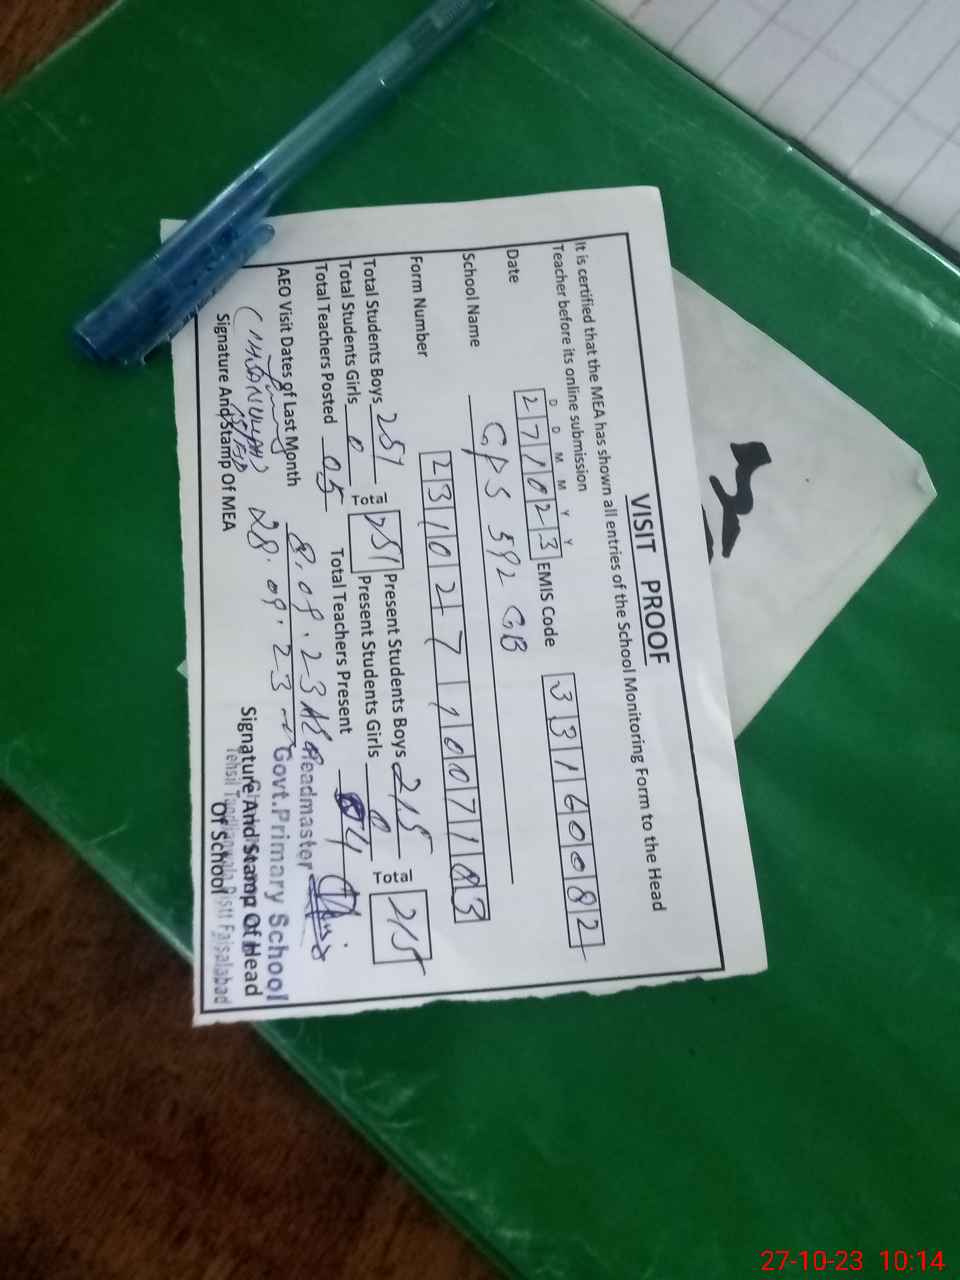 VISIT PROOF
It is certified that the MEA has shown all entries of the School Monitoring Form to the Head
Teacher before its online submission
D D M M Y Y
Date 271023 EMIS Code 33160082
School Name GPS 592 GB
Form Number 23102711007183
Total Students Boys 251 Total 251 Present Students Boys 215 Total 215
Total Students Girls 0 Present Students Girls 0
Total Teachers Posted 05 Total Teachers Present 04
AEO Visit Dates of Last Month 8.09.23
28.09.23
Signature And Stamp Of MEA
Headmaster
Govt.Primary School
Signature And Stamp Of Head
Of School
Tehsil Tandlianwala Distt Faisalabad
27-10-23 10:14